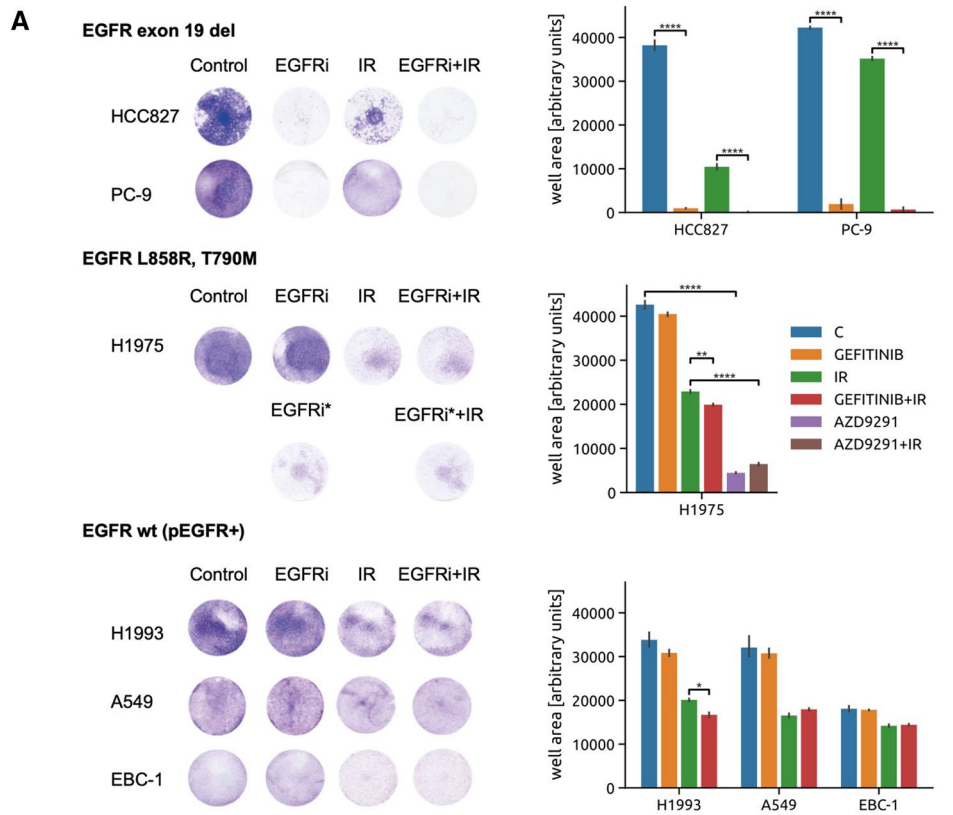 A
EGFR exon 19 del
Control EGFRi IR EGFRi+IR
HCC827
PC-9
well area [arbitrary units]
40000
30000
20000
10000
0
****
****
****
****
HCC827 PC-9
EGFR L858R, T790M
Control EGFRi IR EGFRi+IR
H1975
EGFRi* EGFRi*+IR
well area [arbitrary units]
40000
30000
20000
10000
0
****
**
****
H1975
C
GEFITINIB
IR
GEFITINIB+IR
AZD9291
AZD9291+IR
EGFR wt (pEGFR+)
Control EGFRi IR EGFRi+IR
H1993
A549
EBC-1
well area [arbitrary units]
40000
30000
20000
10000
0
*
H1993 A549 EBC-1